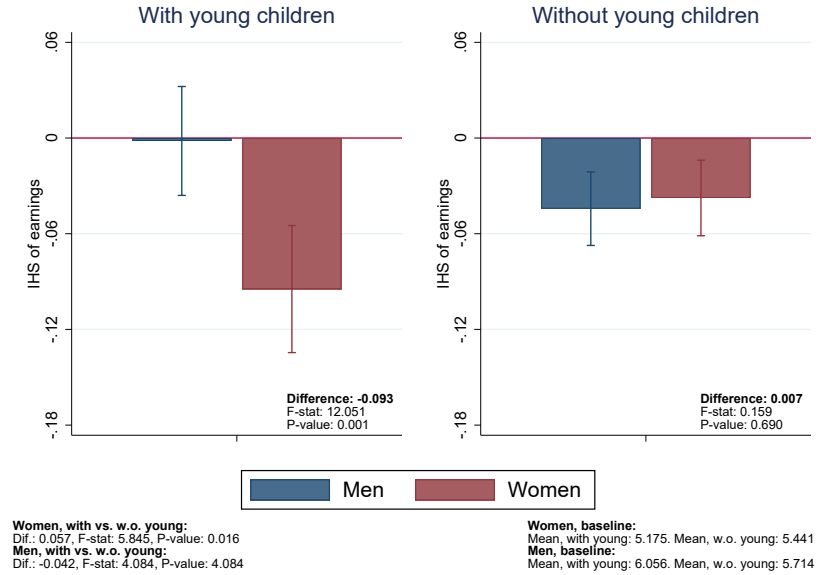 With young children
.06
0
-.06
-.12
-.18
IHS of earnings
Difference: -0.093
F-stat: 12.051
P-value: 0.001
Without young children
.06
0
-.06
-.12
-.18
IHS of earnings
Difference: 0.007
F-stat: 0.159
P-value: 0.690
Men
Women
Women, with vs. w.o. young:
Dif.: 0.057, F-stat: 5.845, P-value: 0.016
Men, with vs. w.o. young:
Dif.: -0.042, F-stat: 4.084, P-value: 4.084
Women, baseline:
Mean, with young: 5.175. Mean, w.o. young: 5.441
Men, baseline:
Mean, with young: 6.056. Mean, w.o. young: 5.714